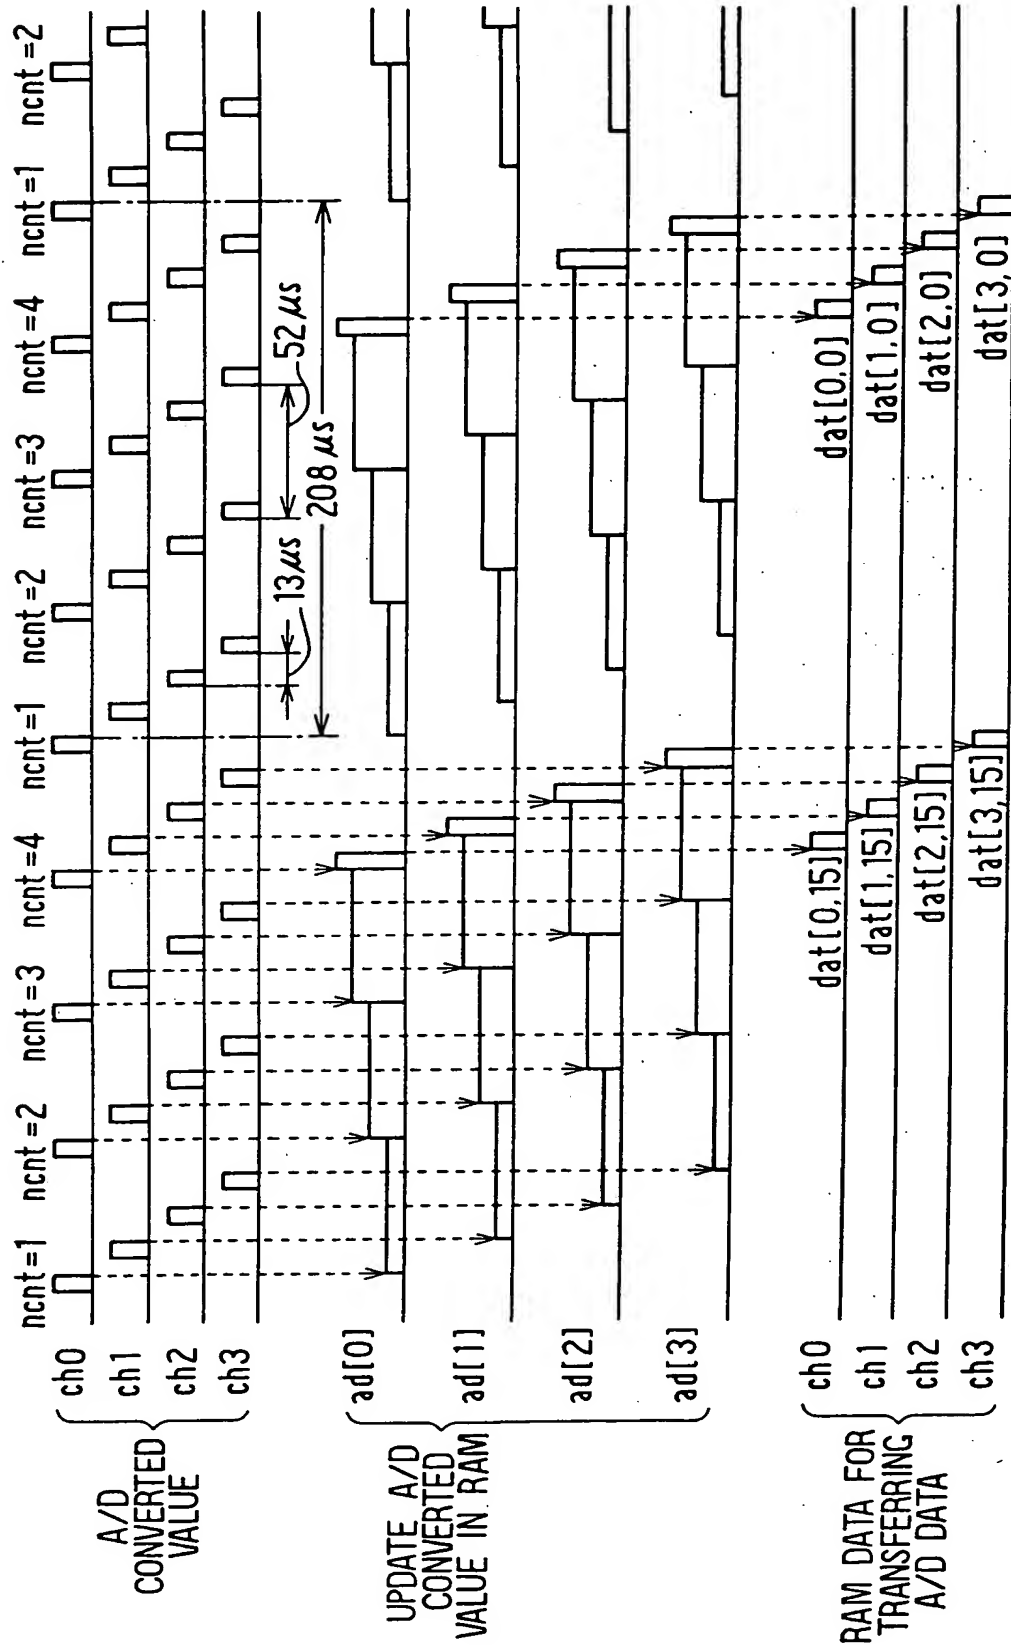 ncnt=1 ncnt=2 ncnt=3 ncnt=4 ncnt=1 ncnt=2 ncnt=3 ncnt=4 ncnt=1 ncnt=2
A/D
CONVERTED
VALUE
ch0
ch1
ch2
ch3
13μs
52μs
208μs
UPDATE A/D
CONVERTED
VALUE IN RAM
ad[0]
ad[1]
ad[2]
ad[3]
RAM DATA FOR
TRANSFERRING
A/D DATA
ch0
ch1
ch2
ch3
dat[0,15]
dat[1,15]
dat[2,15]
dat[3,15]
dat[0,0]
dat[1,0]
dat[2,0]
dat[3,0]